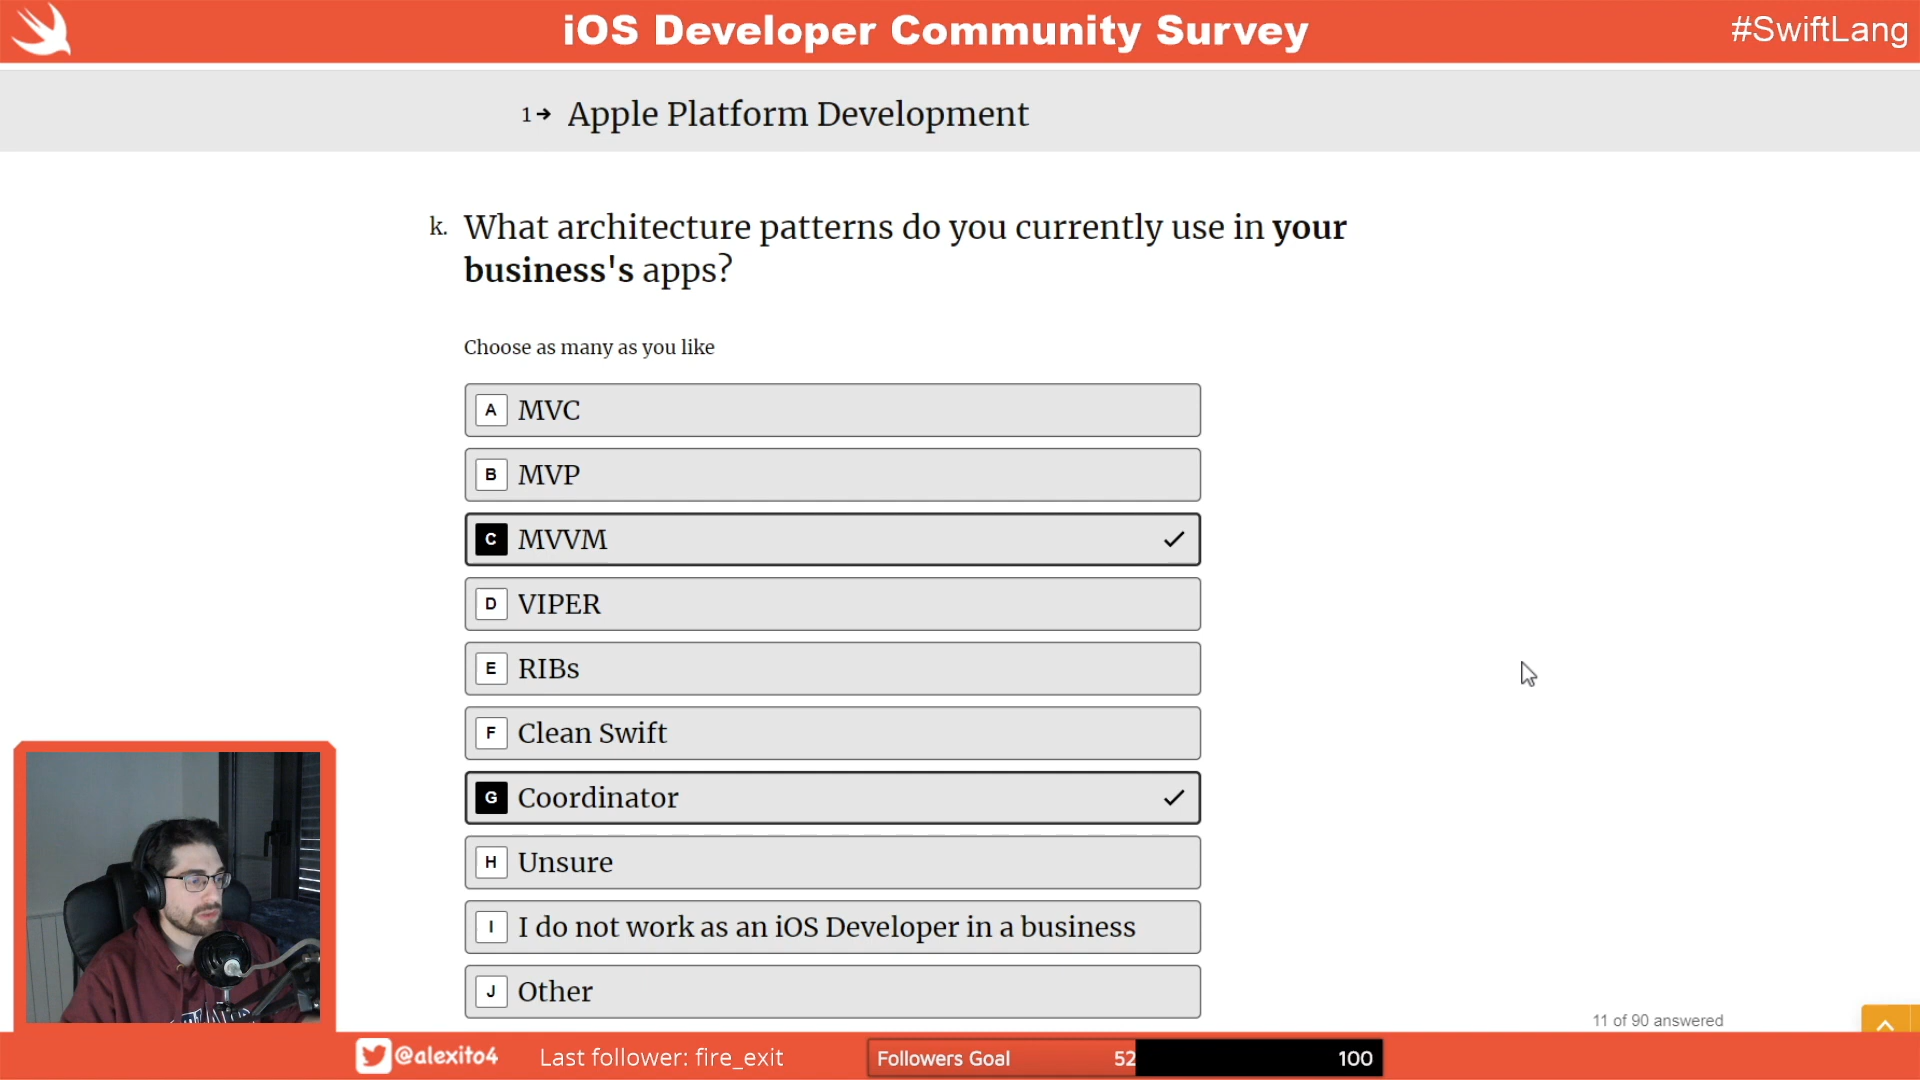 iOS Developer Community Survey
#SwiftLang
1 Apple Platform Development
k. What architecture patterns do you currently use in your
business's apps?
Choose as many as you like
A MVC
B MVP
C MVVM
D VIPER
E RIBs
F Clean Swift
G Coordinator
H Unsure
I I do not work as an iOS Developer in a business
J Other
11 of 90 answered
@alexito4
Last follower: fire_exit
Followers Goal 52 100